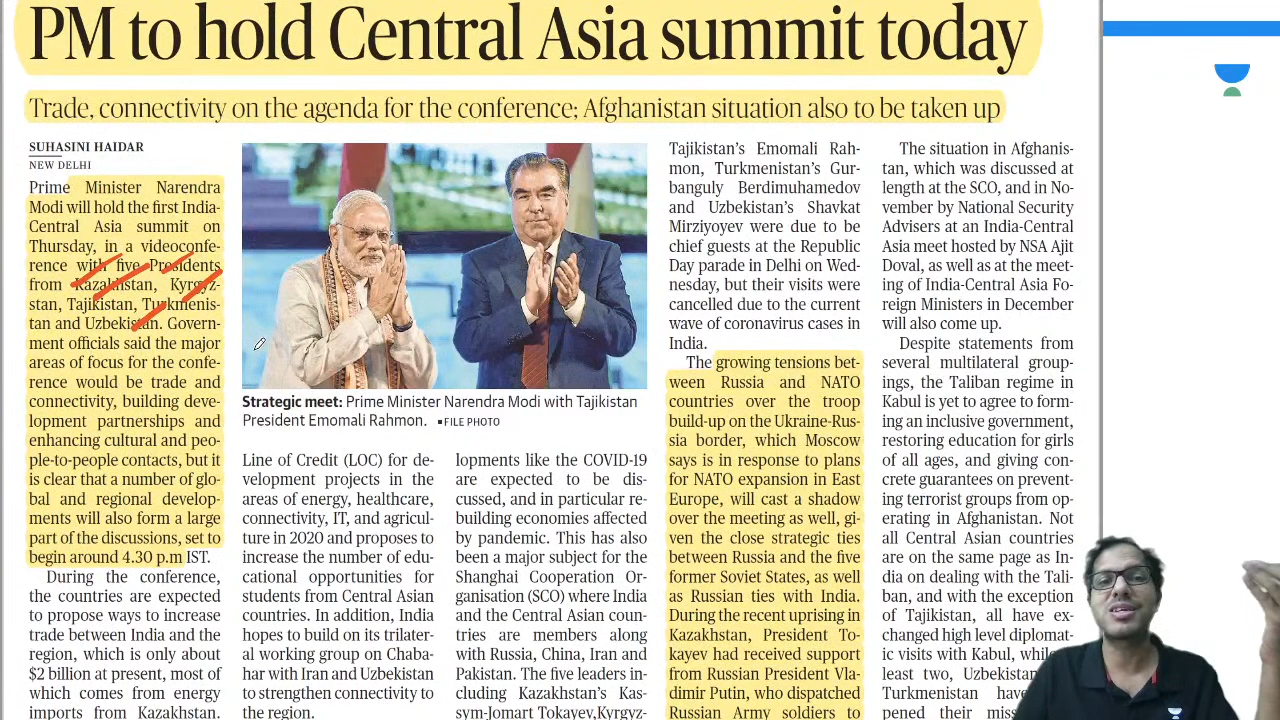 PM to hold Central Asia summit today
Trade, connectivity on the agenda for the conference; Afghanistan situation also to be taken up
SUHASINI HAIDAR
NEW DELHI
Prime Minister Narendra
Modi will hold the first India-
Central Asia summit on
Thursday, in a videoconfe-
rence with five Presidents
from Kazakhstan, Kyrgyz-
stan, Tajikistan, Turkmenis-
tan and Uzbekistan. Govern-
ment officials said the major
areas of focus for the confe-
rence would be trade and
connectivity, building deve-
lopment partnerships and
enhancing cultural and peo-
ple-to-people contacts, but it
is clear that a number of glo-
bal and regional develop-
ments will also form a large
part of the discussions, set to
begin around 4.30 p.m IST.
During the conference,
the countries are expected
to propose ways to increase
trade between India and the
region, which is only about
$2 billion at present, most of
which comes from energy
imports from Kazakhstan.
Strategic meet: Prime Minister Narendra Modi with Tajikistan
President Emomali Rahmon. ▪FILE PHOTO
Line of Credit (LOC) for de-
velopment projects in the
areas of energy, healthcare,
connectivity, IT, and agricul-
ture in 2020 and proposes to
increase the number of edu-
cational opportunities for
students from Central Asian
countries. In addition, India
hopes to build on its trilater-
al working group on Chaba-
har with Iran and Uzbekistan
to strengthen connectivity to
the region.
lopments like the COVID-19
are expected to be dis-
cussed, and in particular re-
building economies affected
by pandemic. This has also
been a major subject for the
Shanghai Cooperation Or-
ganisation (SCO) where India
and the Central Asian coun-
tries are members along
with Russia, China, Iran and
Pakistan. The five leaders in-
cluding Kazakhstan's Kas-
sym-Jomart Tokayev,Kyrgyz-
Tajikistan's Emomali Rah-
mon, Turkmenistan's Gur-
banguly Berdimuhamedov
and Uzbekistan's Shavkat
Mirziyoyev were due to be
chief guests at the Republic
Day parade in Delhi on Wed-
nesday, but their visits were
cancelled due to the current
wave of coronavirus cases in
India.
The growing tensions bet-
ween Russia and NATO
countries over the troop
build-up on the Ukraine-Rus-
sia border, which Moscow
says is in response to plans
for NATO expansion in East
Europe, will cast a shadow
over the meeting as well, gi-
ven the close strategic ties
between Russia and the five
former Soviet States, as well
as Russian ties with India.
During the recent uprising in
Kazakhstan, President To-
kayev had received support
from Russian President Vla-
dimir Putin, who dispatched
Russian Army soldiers to
The situation in Afghanis-
tan, which was discussed at
length at the SCO, and in No-
vember by National Security
Advisers at an India-Central
Asia meet hosted by NSA Ajit
Doval, as well as at the meet-
ing of India-Central Asia Fo-
reign Ministers in December
will also come up.
Despite statements from
several multilateral group-
ings, the Taliban regime in
Kabul is yet to agree to form-
ing an inclusive government,
restoring education for girls
of all ages, and giving con-
crete guarantees on prevent-
ing terrorist groups from op-
erating in Afghanistan. Not
all Central Asian countries
are on the same page as In-
dia on dealing with the Tali-
ban, and with the exception
of Tajikistan, all have ex-
changed high level diplomat-
ic visits with Kabul, while
least two,
Turkmenistan
pened their